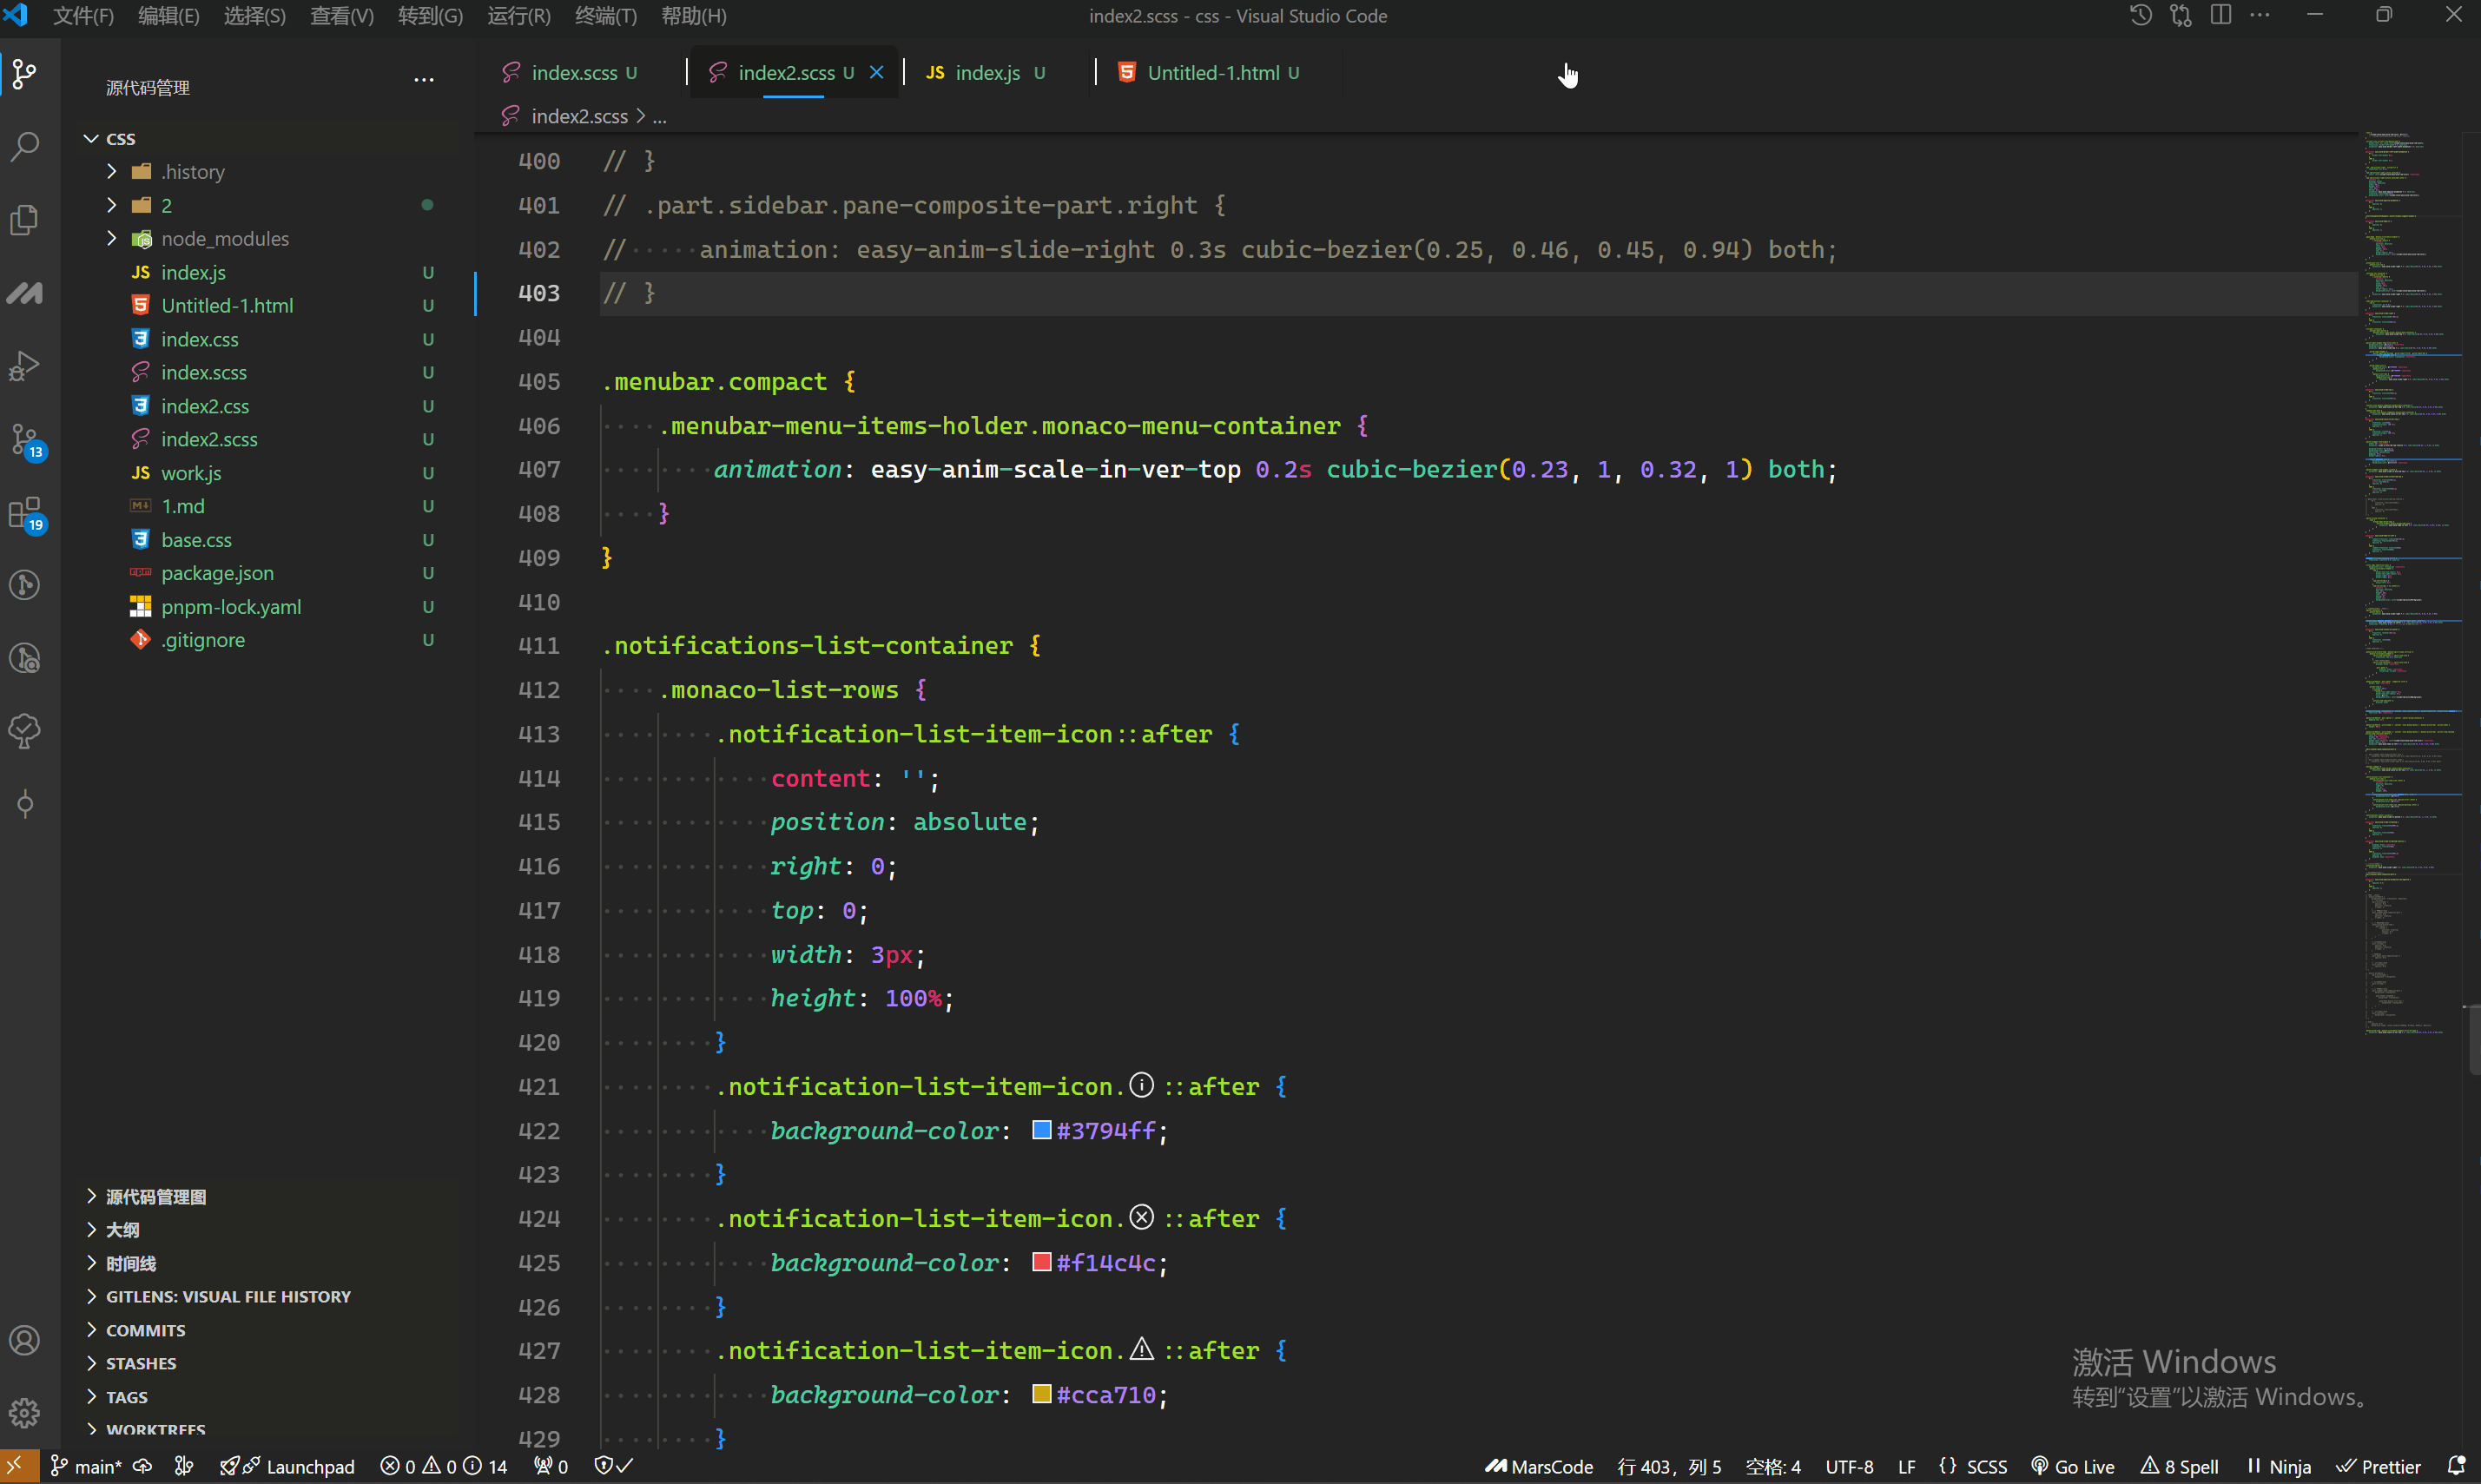 文件(F) 编辑(E) 选择(S) 查看(V) 转到(G) 运行(R) 终端(T) 帮助(H)
index2.scss - css - Visual Studio Code
源代码管理
CSS
.history
2
node_modules
JS index.js U
Untitled-1.html U
index.css U
index.scss U
index2.css U
index2.scss U
JS work.js U
1.md U
base.css U
package.json U
pnpm-lock.yaml U
.gitignore U
源代码管理图
大纲
时间线
GITLENS: VISUAL FILE HISTORY
COMMITS
STASHES
TAGS
WORKTREES
13
19
index.scss U index2.scss U JS index.js U Untitled-1.html U
index2.scss > ...
400 // }
401 // .part.sidebar.pane-composite-part.right {
402 // animation: easy-anim-slide-right 0.3s cubic-bezier(0.25, 0.46, 0.45, 0.94) both;
403 // }
404
405 .menubar.compact {
406 .menubar-menu-items-holder.monaco-menu-container {
407 animation: easy-anim-scale-in-ver-top 0.2s cubic-bezier(0.23, 1, 0.32, 1) both;
408 }
409 }
410
411 .notifications-list-container {
412 .monaco-list-rows {
413 .notification-list-item-icon::after {
414 content: '';
415 position: absolute;
416 right: 0;
417 top: 0;
418 width: 3px;
419 height: 100%;
420 }
421 .notification-list-item-icon. ::after {
422 background-color: #3794ff;
423 }
424 .notification-list-item-icon. ::after {
425 background-color: #f14c4c;
426 }
427 .notification-list-item-icon. ::after {
428 background-color: #cca710;
429 }
激活 Windows
转到“设置”以激活 Windows。
main* Launchpad 0 0 14 0 MarsCode 行 403，列 5 空格: 4 UTF-8 LF {} SCSS Go Live 8 Spell Ninja Prettier